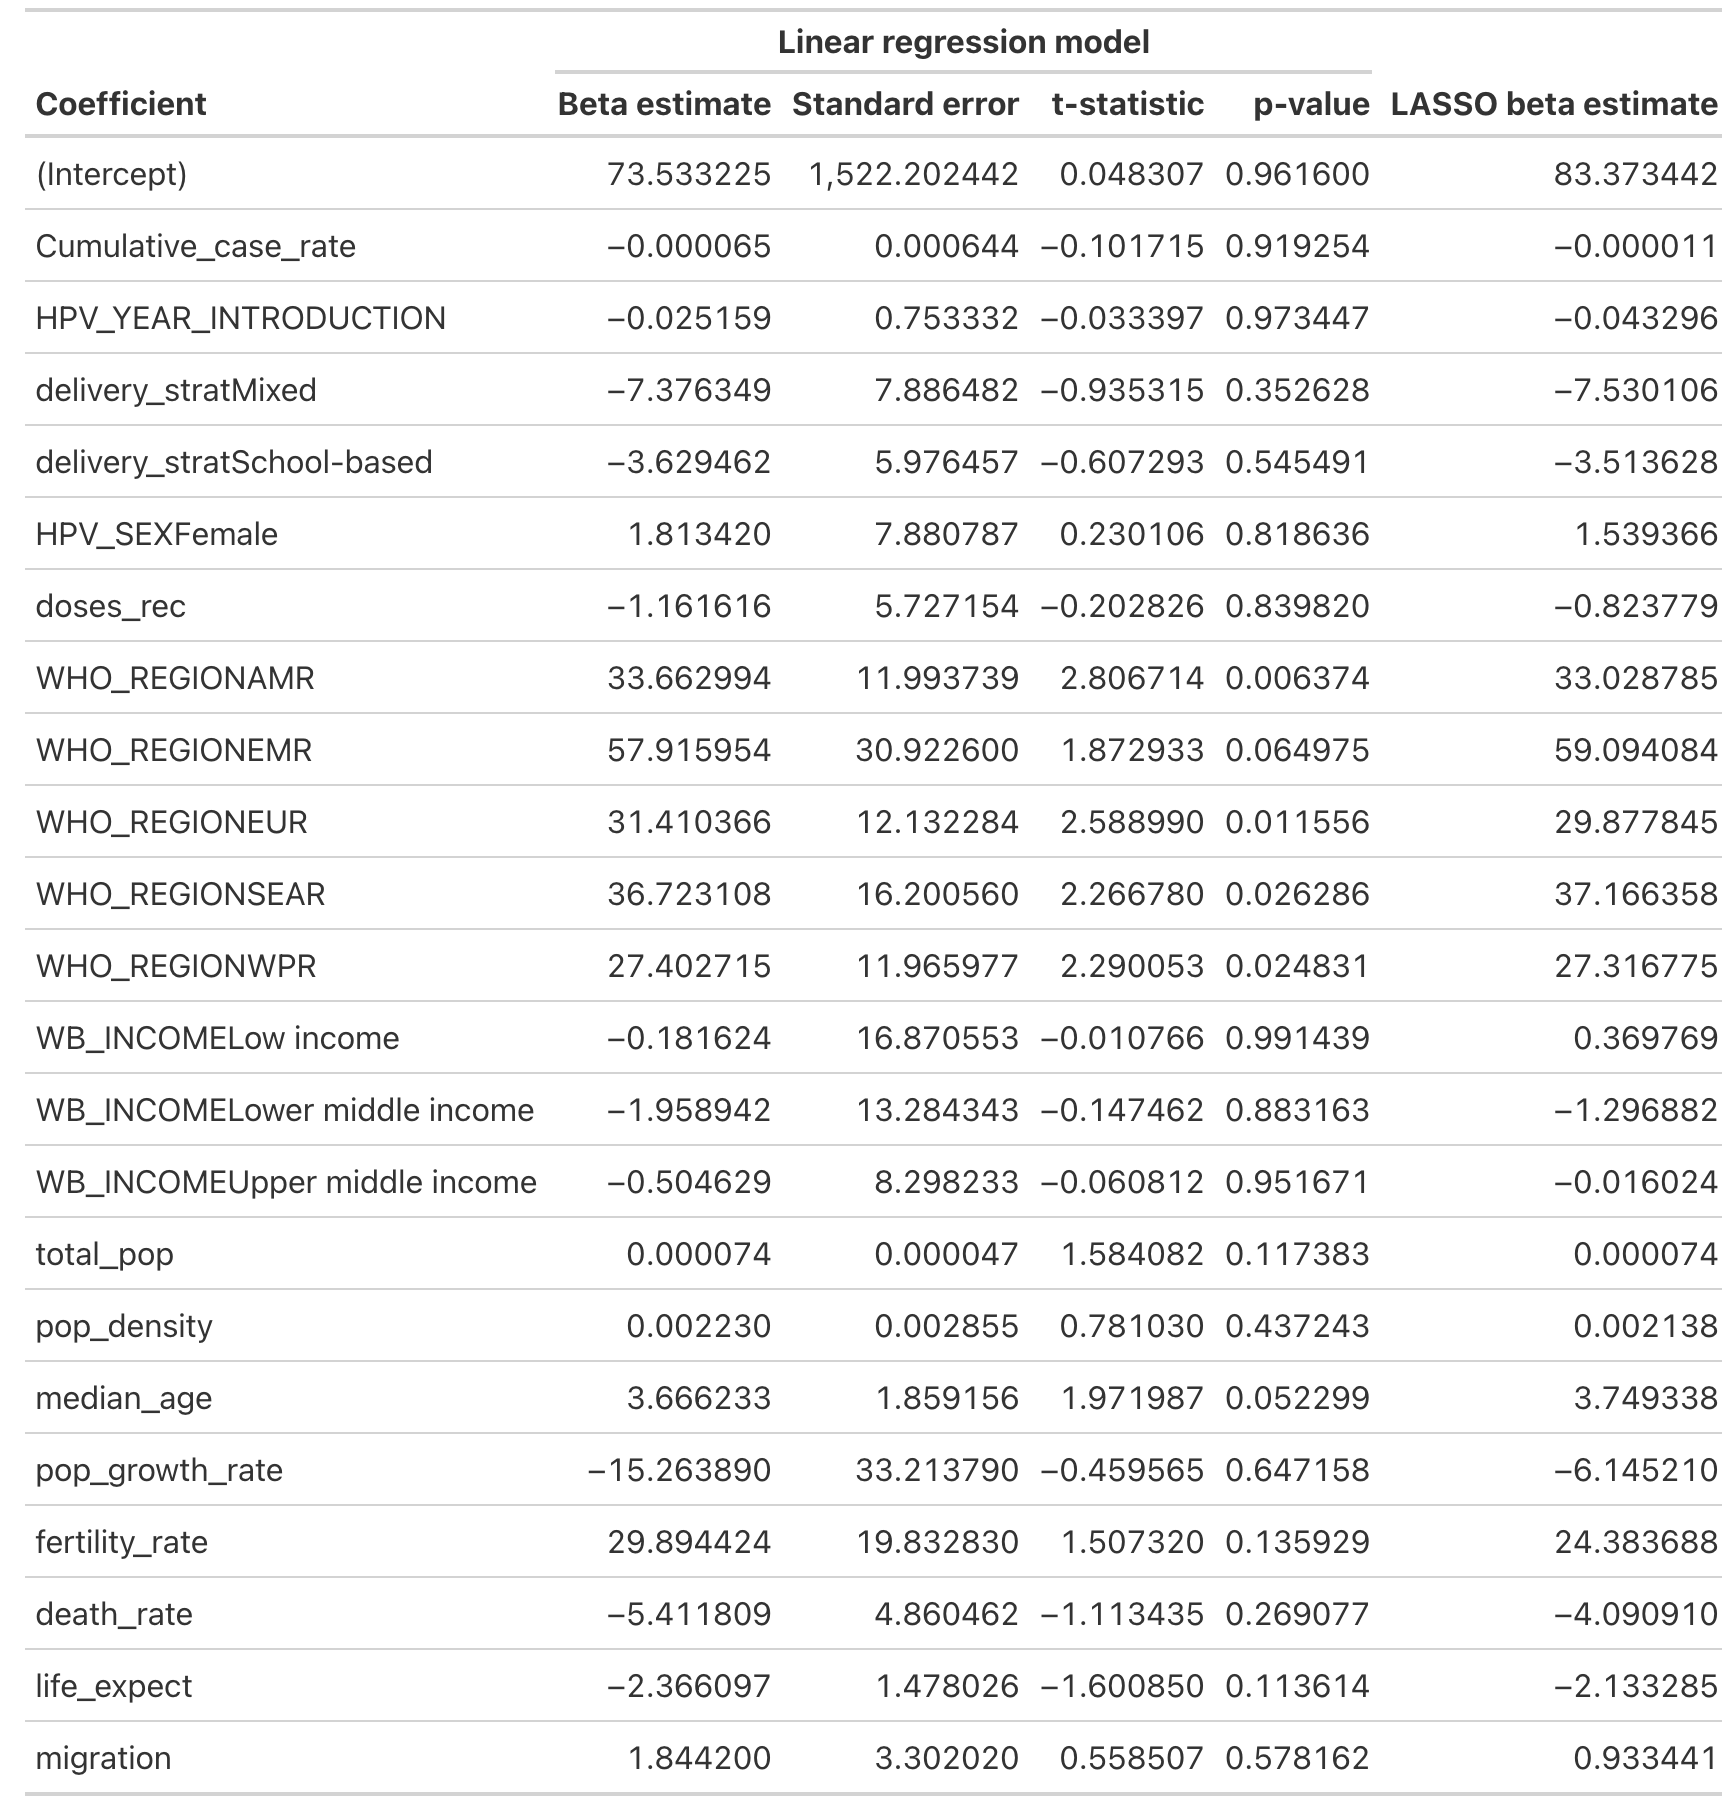 Linear regression model
Coefficient Beta estimate Standard error t-statistic p-value LASSO beta estimate
(Intercept) 73.533225 1,522.202442 0.048307 0.961600 83.373442
Cumulative_case_rate −0.000065 0.000644 −0.101715 0.919254 −0.000011
HPV_YEAR_INTRODUCTION −0.025159 0.753332 −0.033397 0.973447 −0.043296
delivery_stratMixed −7.376349 7.886482 −0.935315 0.352628 −7.530106
delivery_stratSchool-based −3.629462 5.976457 −0.607293 0.545491 −3.513628
HPV_SEXFemale 1.813420 7.880787 0.230106 0.818636 1.539366
doses_rec −1.161616 5.727154 −0.202826 0.839820 −0.823779
WHO_REGIONAMR 33.662994 11.993739 2.806714 0.006374 33.028785
WHO_REGIONEMR 57.915954 30.922600 1.872933 0.064975 59.094084
WHO_REGIONEUR 31.410366 12.132284 2.588990 0.011556 29.877845
WHO_REGIONSEAR 36.723108 16.200560 2.266780 0.026286 37.166358
WHO_REGIONWPR 27.402715 11.965977 2.290053 0.024831 27.316775
WB_INCOMELow income −0.181624 16.870553 −0.010766 0.991439 0.369769
WB_INCOMELower middle income −1.958942 13.284343 −0.147462 0.883163 −1.296882
WB_INCOMEUpper middle income −0.504629 8.298233 −0.060812 0.951671 −0.016024
total_pop 0.000074 0.000047 1.584082 0.117383 0.000074
pop_density 0.002230 0.002855 0.781030 0.437243 0.002138
median_age 3.666233 1.859156 1.971987 0.052299 3.749338
pop_growth_rate −15.263890 33.213790 −0.459565 0.647158 −6.145210
fertility_rate 29.894424 19.832830 1.507320 0.135929 24.383688
death_rate −5.411809 4.860462 −1.113435 0.269077 −4.090910
life_expect −2.366097 1.478026 −1.600850 0.113614 −2.133285
migration 1.844200 3.302020 0.558507 0.578162 0.933441